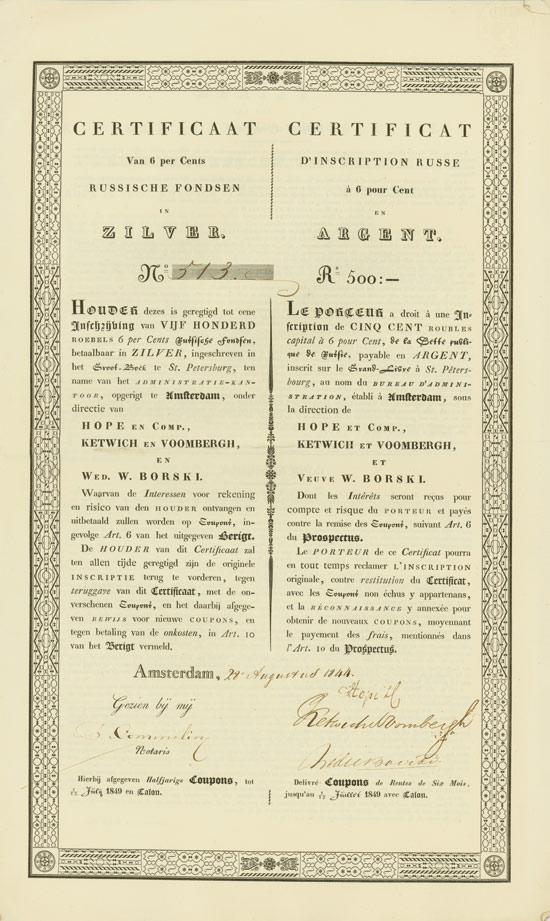 CERTIFICAAT
Van 6 per Cents
RUSSISCHE FONDSEN
IN
ZILVER.
No 513.
HOUDER dezes is geregtigd tot eene
Inschrijving van VIJF HONDERD
ROEBELS 6 per Cents Russische Fondsen,
betaalbaar in ZILVER, ingeschreven in
het Groot-Boek te St. Petersburg, ten
name van het ADMINISTRATIE-KAN-
TOOR, opgerigt te Amsterdam, onder
directie van
HOPE EN COMP.,
KETWICH EN VOOMBERGH,
EN
WED. W. BORSKI.
Waarvan de Interessen voor rekening
en risico van den HOUDER ontvangen en
uitbetaald zullen worden op Coupons, in-
gevolge Art. 6 van het uitgegeven Berigt.
De HOUDER van dit Certificaat zal
ten allen tijde geregtigd zijn de originele
INSCRIPTIE terug te vorderen, tegen
teruggave van dit Certificaat, met de on-
verschenen Coupons, en het daarbij afgege-
ven BEWIJS voor nieuwe COUPONS, en
tegen betaling van de onkosten, in Art. 10
van het Berigt vermeld.
CERTIFICAT
D'INSCRIPTION RUSSE
à 6 pour Cent
EN
ARGENT.
Rs 500:—
LE PORTEUR a droit à une In-
scription de CINQ CENT ROUBLES
capital à 6 pour Cent, de la Dette publi-
que de Russie, payable en ARGENT,
inscrit sur le Grand-Livre à St. Péters-
bourg, au nom du BUREAU D'ADMINI-
STRATION, établi à Amsterdam, sous
la direction de
HOPE ET COMP.,
KETWICH ET VOOMBERGH,
ET
VEUVE W. BORSKI.
Dont les Intérêts seront reçus pour
compte et risque du PORTEUR et payés
contre la remise des Coupons, suivant Art. 6
du Prospectus.
Le PORTEUR de ce Certificat pourra
en tout temps reclamer L'INSCRIPTION
originale, contre restitution du Certificat,
avec les Coupons non échus y appartenans,
et la RÉCONNAISSANCE y annexée pour
obtenir de nouveaux COUPONS, moyennant
le payement des frais, mentionnés dans
l'Art. 10 du Prospectus.
Amsterdam, Augustus 1844.
Gezien bij mij
Commelin
Notaris
Hope &
Ketwich & Voombergh
Wed W Borski
Hierbij afgegeven Halfjarige Coupons, tot
1/13 Julij 1849 en Talon.
Delivré Coupons de Rentes de Six Mois,
jusqu'au 1/13 Juillet 1849 avec Talon.